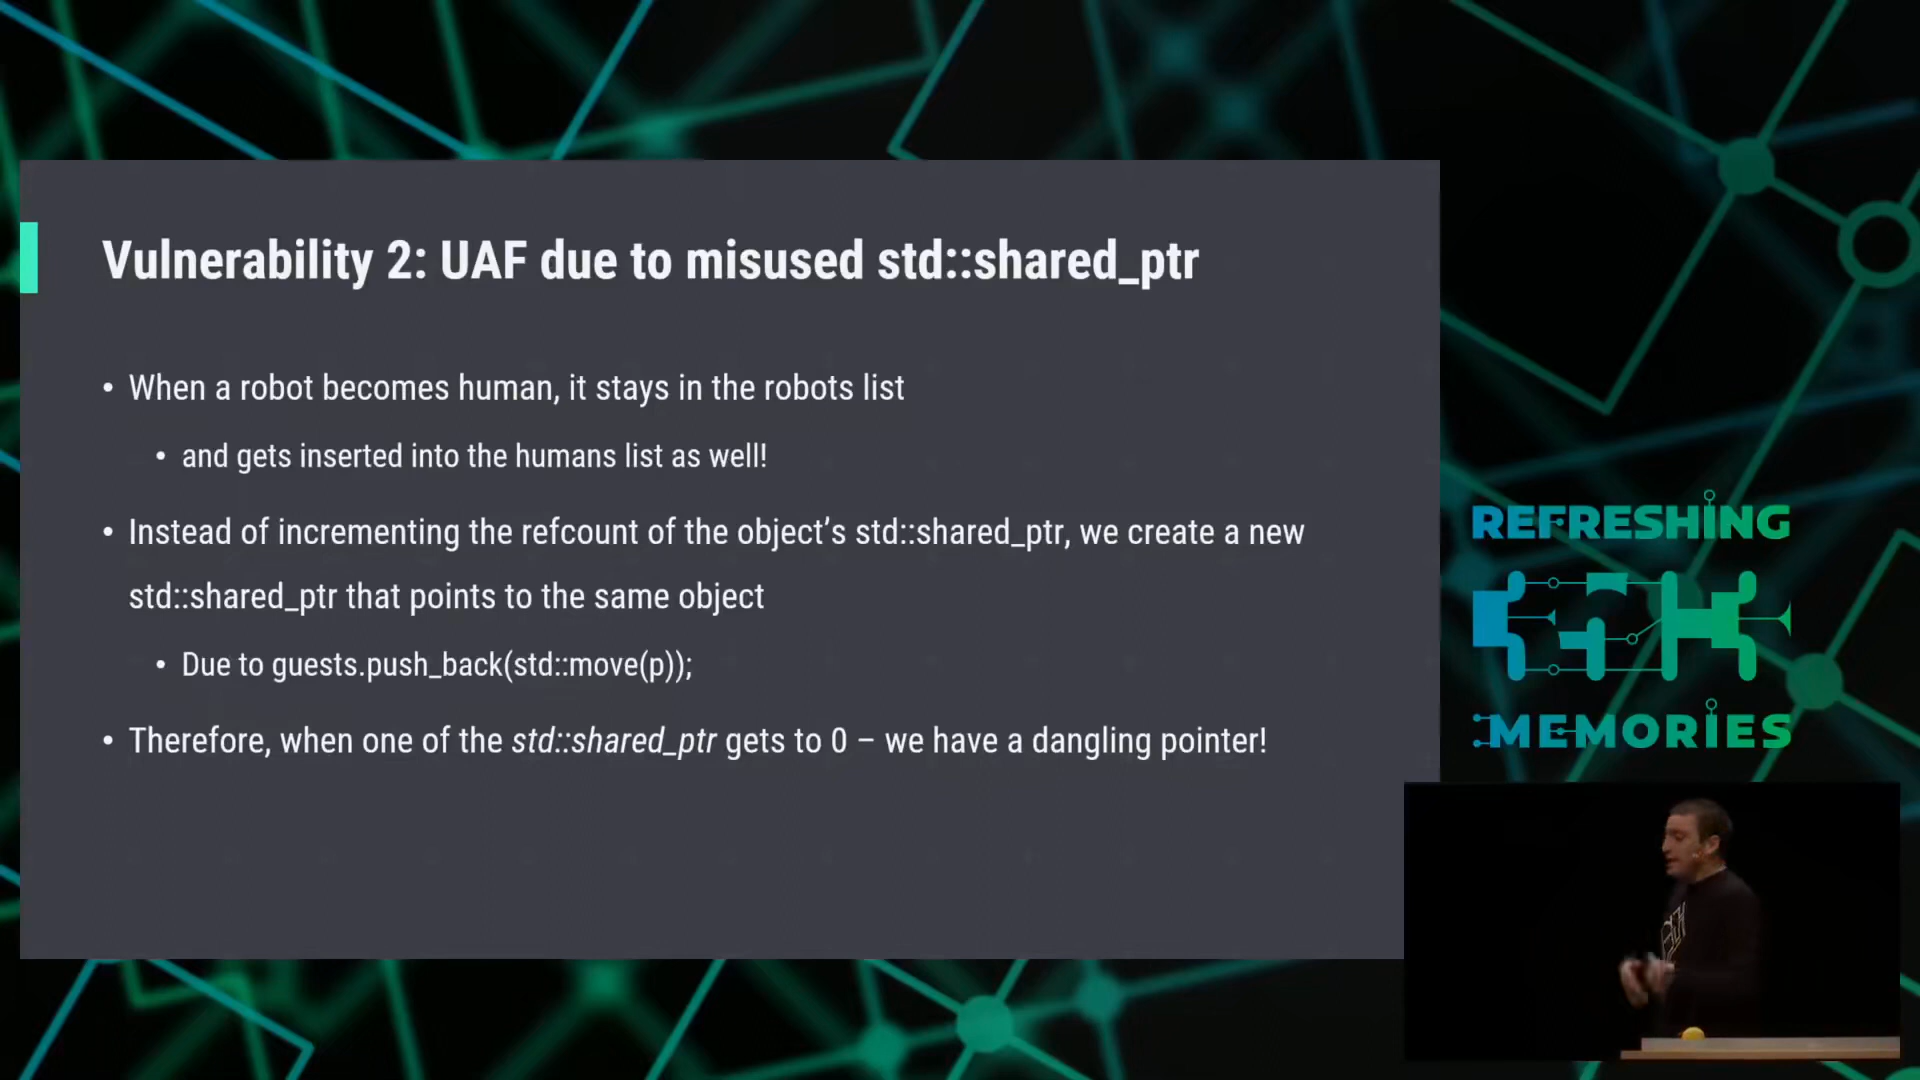 Vulnerability 2: UAF due to misused std::shared_ptr
• When a robot becomes human, it stays in the robots list
• and gets inserted into the humans list as well!
• Instead of incrementing the refcount of the object’s std::shared_ptr, we create a new
std::shared_ptr that points to the same object
• Due to guests.push_back(std::move(p));
• Therefore, when one of the std::shared_ptr gets to 0 – we have a dangling pointer!
REFRESHING
MEMORIES